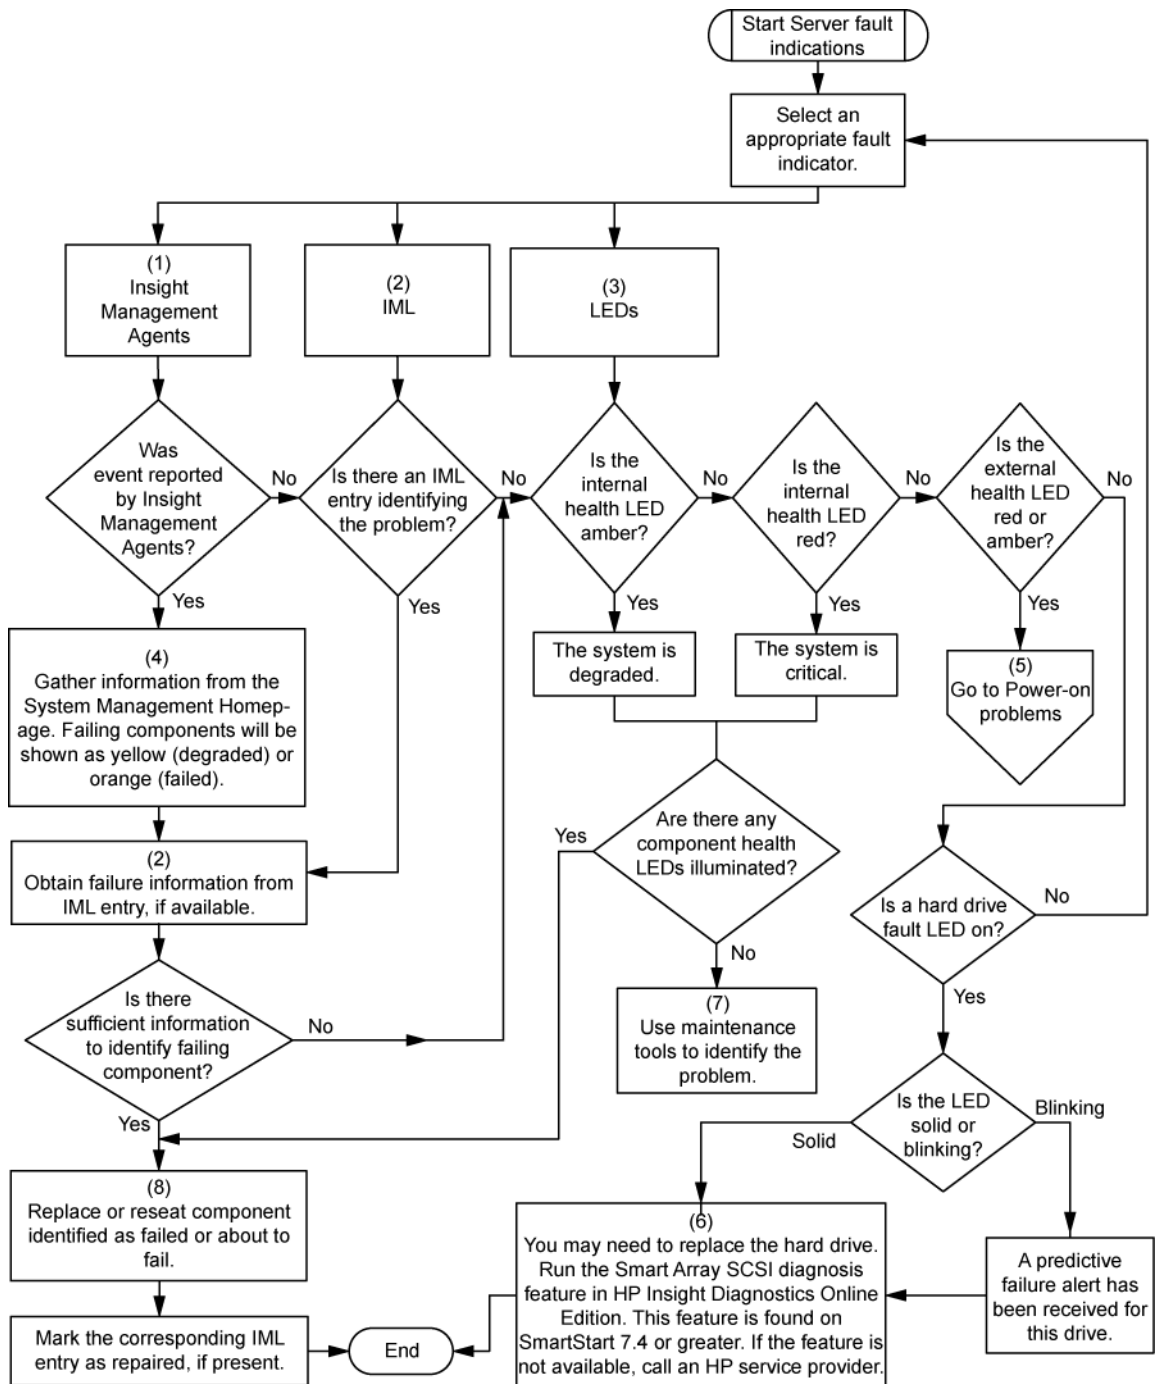 Start Server fault
indications
Select an
appropriate fault
indicator.
(1)
Insight
Management
Agents
(2)
IML
(3)
LEDs
Was
event reported
by Insight
Management
Agents?
No
Yes
Is there an IML
entry identifying
the problem?
No
Yes
Is the
internal
health LED
amber?
No
Yes
Is the
internal
health LED
red?
No
Yes
Is the
external
health LED
red or
amber?
No
Yes
(4)
Gather information from the
System Management Homep-
age. Failing components will be
shown as yellow (degraded) or
orange (failed).
The system is
degraded.
The system is
critical.
(5)
Go to Power-on
problems
(2)
Obtain failure information from
IML entry, if available.
Are there any
component health
LEDs illuminated?
Yes
No
Is a hard drive
fault LED on?
No
Yes
Is there
sufficient information
to identify failing
component?
No
Yes
(7)
Use maintenance
tools to identify the
problem.
Is the LED
solid or
blinking?
Solid
Blinking
(8)
Replace or reseat component
identified as failed or about to
fail.
(6)
You may need to replace the hard drive.
Run the Smart Array SCSI diagnosis
feature in HP Insight Diagnostics Online
Edition. This feature is found on
SmartStart 7.4 or greater. If the feature is
not available, call an HP service provider.
A predictive
failure alert has
been received for
this drive.
Mark the corresponding IML
entry as repaired, if present.
End